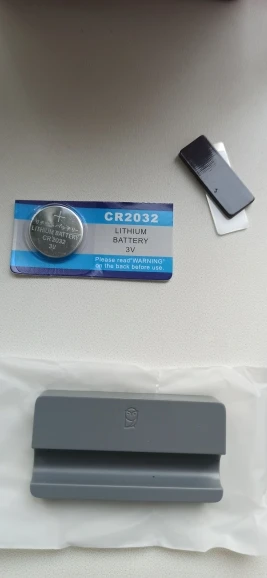 CR2032
LITHIUM
BATTERY
3V
Please read"WARNING"
on the back before use.
LITHIUM BATTERY
CR 2032
3V